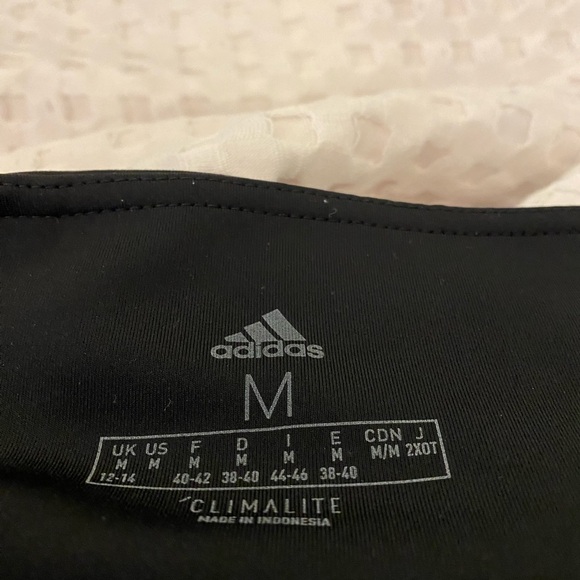 adidas
M
UK US F D I E CDN J
M M M M M M M/M 2XOT
12-14 40-42 38-40 44-46 38-40
CLIMALITE
MADE IN INDONESIA